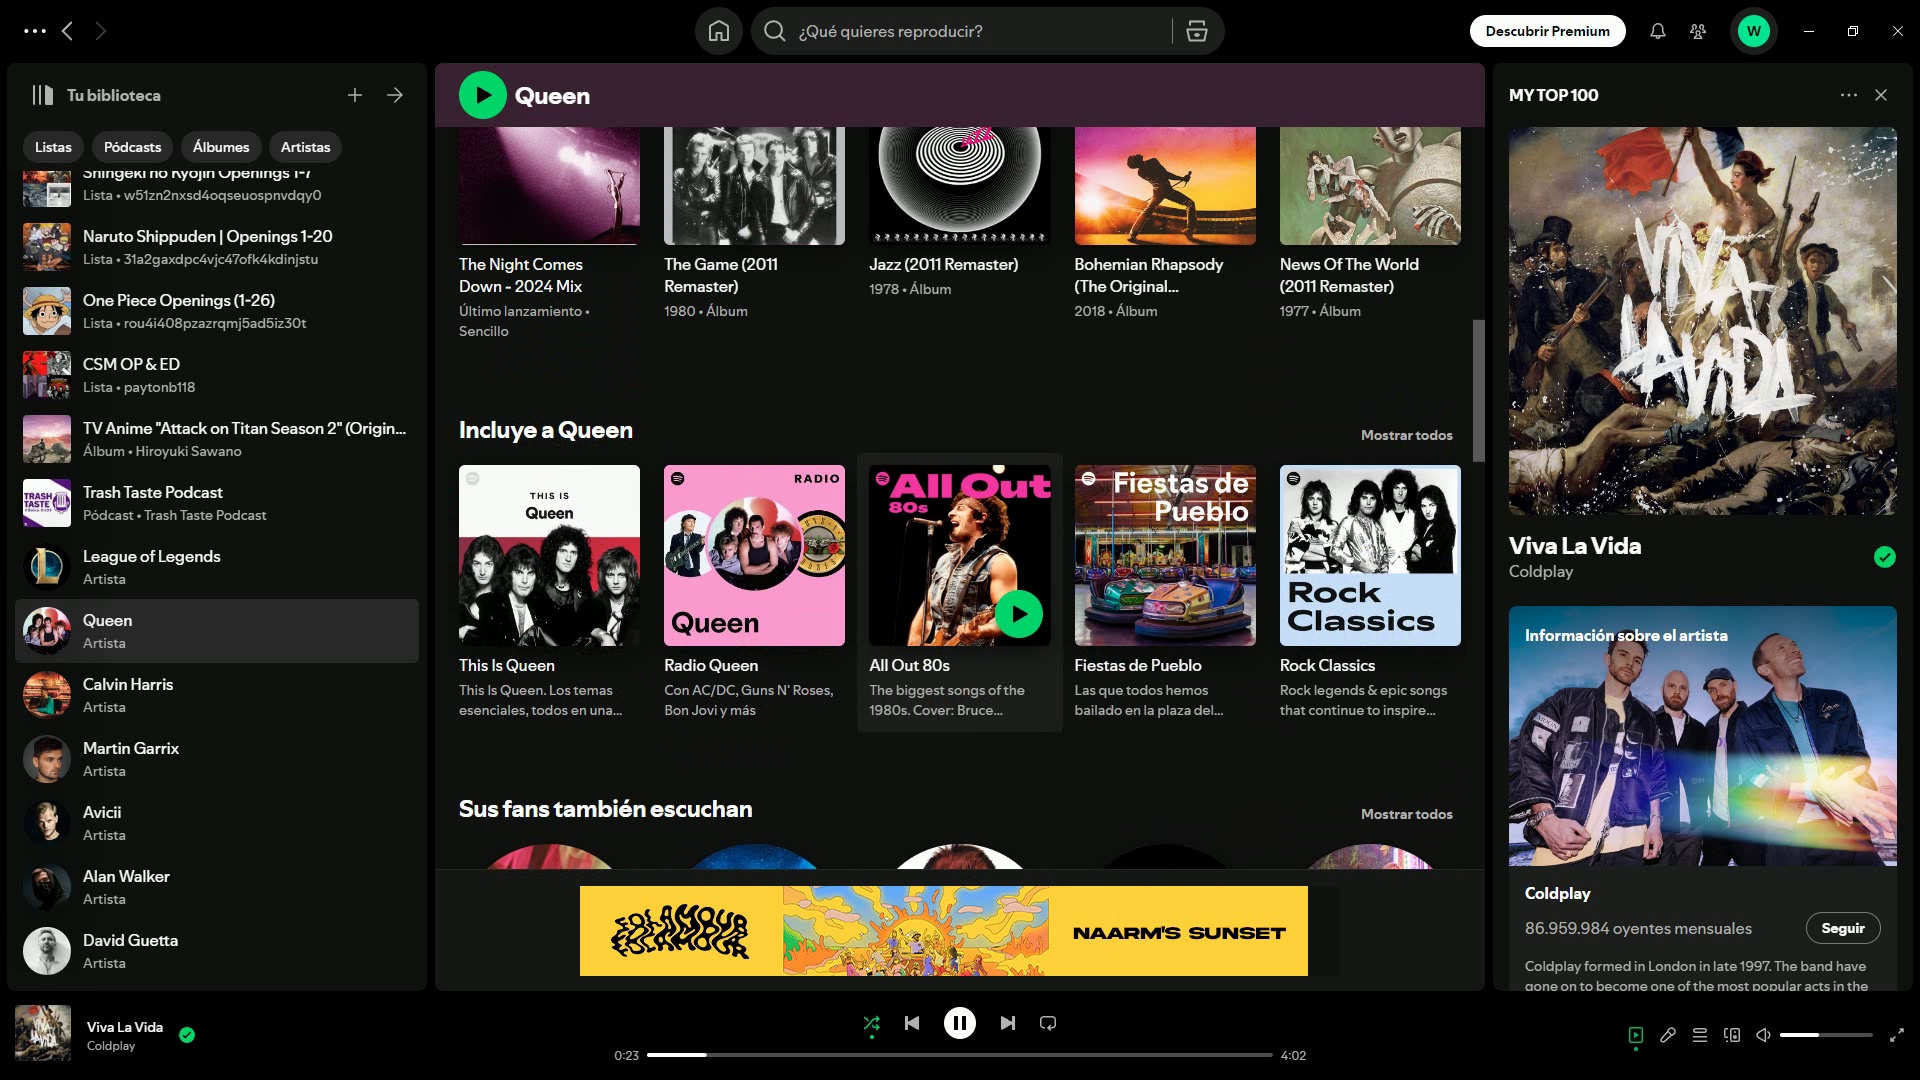 ¿Qué quieres reproducir?
Descubrir Premium
W
Tu biblioteca
Listas
Pódcasts
Álbumes
Artistas
Shingeki no Kyojin Openings 1-7
Lista • w51zn2nxsd4oqseuospnvdqy0
Naruto Shippuden | Openings 1-20
Lista • 31a2gaxdpc4vjc47ofk4kdinjstu
One Piece Openings (1-26)
Lista • rou4i408pzazrqmj5ad5iz30t
CSM OP & ED
Lista • paytonb118
TV Anime "Attack on Titan Season 2" (Origin...
Álbum • Hiroyuki Sawano
TRASH TASTE
Trash Taste Podcast
Pódcast • Trash Taste Podcast
League of Legends
Artista
Queen
Artista
Calvin Harris
Artista
Martin Garrix
Artista
Avicii
Artista
Alan Walker
Artista
David Guetta
Artista
Queen
The Night Comes
Down - 2024 Mix
Último lanzamiento •
Sencillo
The Game (2011
Remaster)
1980 • Álbum
Jazz (2011 Remaster)
1978 • Álbum
Bohemian Rhapsody
(The Original...
2018 • Álbum
News Of The World
(2011 Remaster)
1977 • Álbum
Incluye a Queen
Mostrar todos
THIS IS
Queen
This Is Queen
This Is Queen. Los temas
esenciales, todos en una...
RADIO
Queen
Radio Queen
Con AC/DC, Guns N' Roses,
Bon Jovi y más
All Out
80s
All Out 80s
The biggest songs of the
1980s. Cover: Bruce...
Fiestas de
Pueblo
Fiestas de Pueblo
Las que todos hemos
bailado en la plaza del...
Rock
Classics
Rock Classics
Rock legends & epic songs
that continue to inspire...
Sus fans también escuchan
Mostrar todos
FOLAMOUR
NAARM'S SUNSET
MY TOP 100
VIVA
LA VIDA
Viva La Vida
Coldplay
Información sobre el artista
Coldplay
86.959.984 oyentes mensuales
Seguir
Coldplay formed in London in late 1997. The band have
gone on to become one of the most popular acts in the
Viva La Vida
Coldplay
0:23
4:02